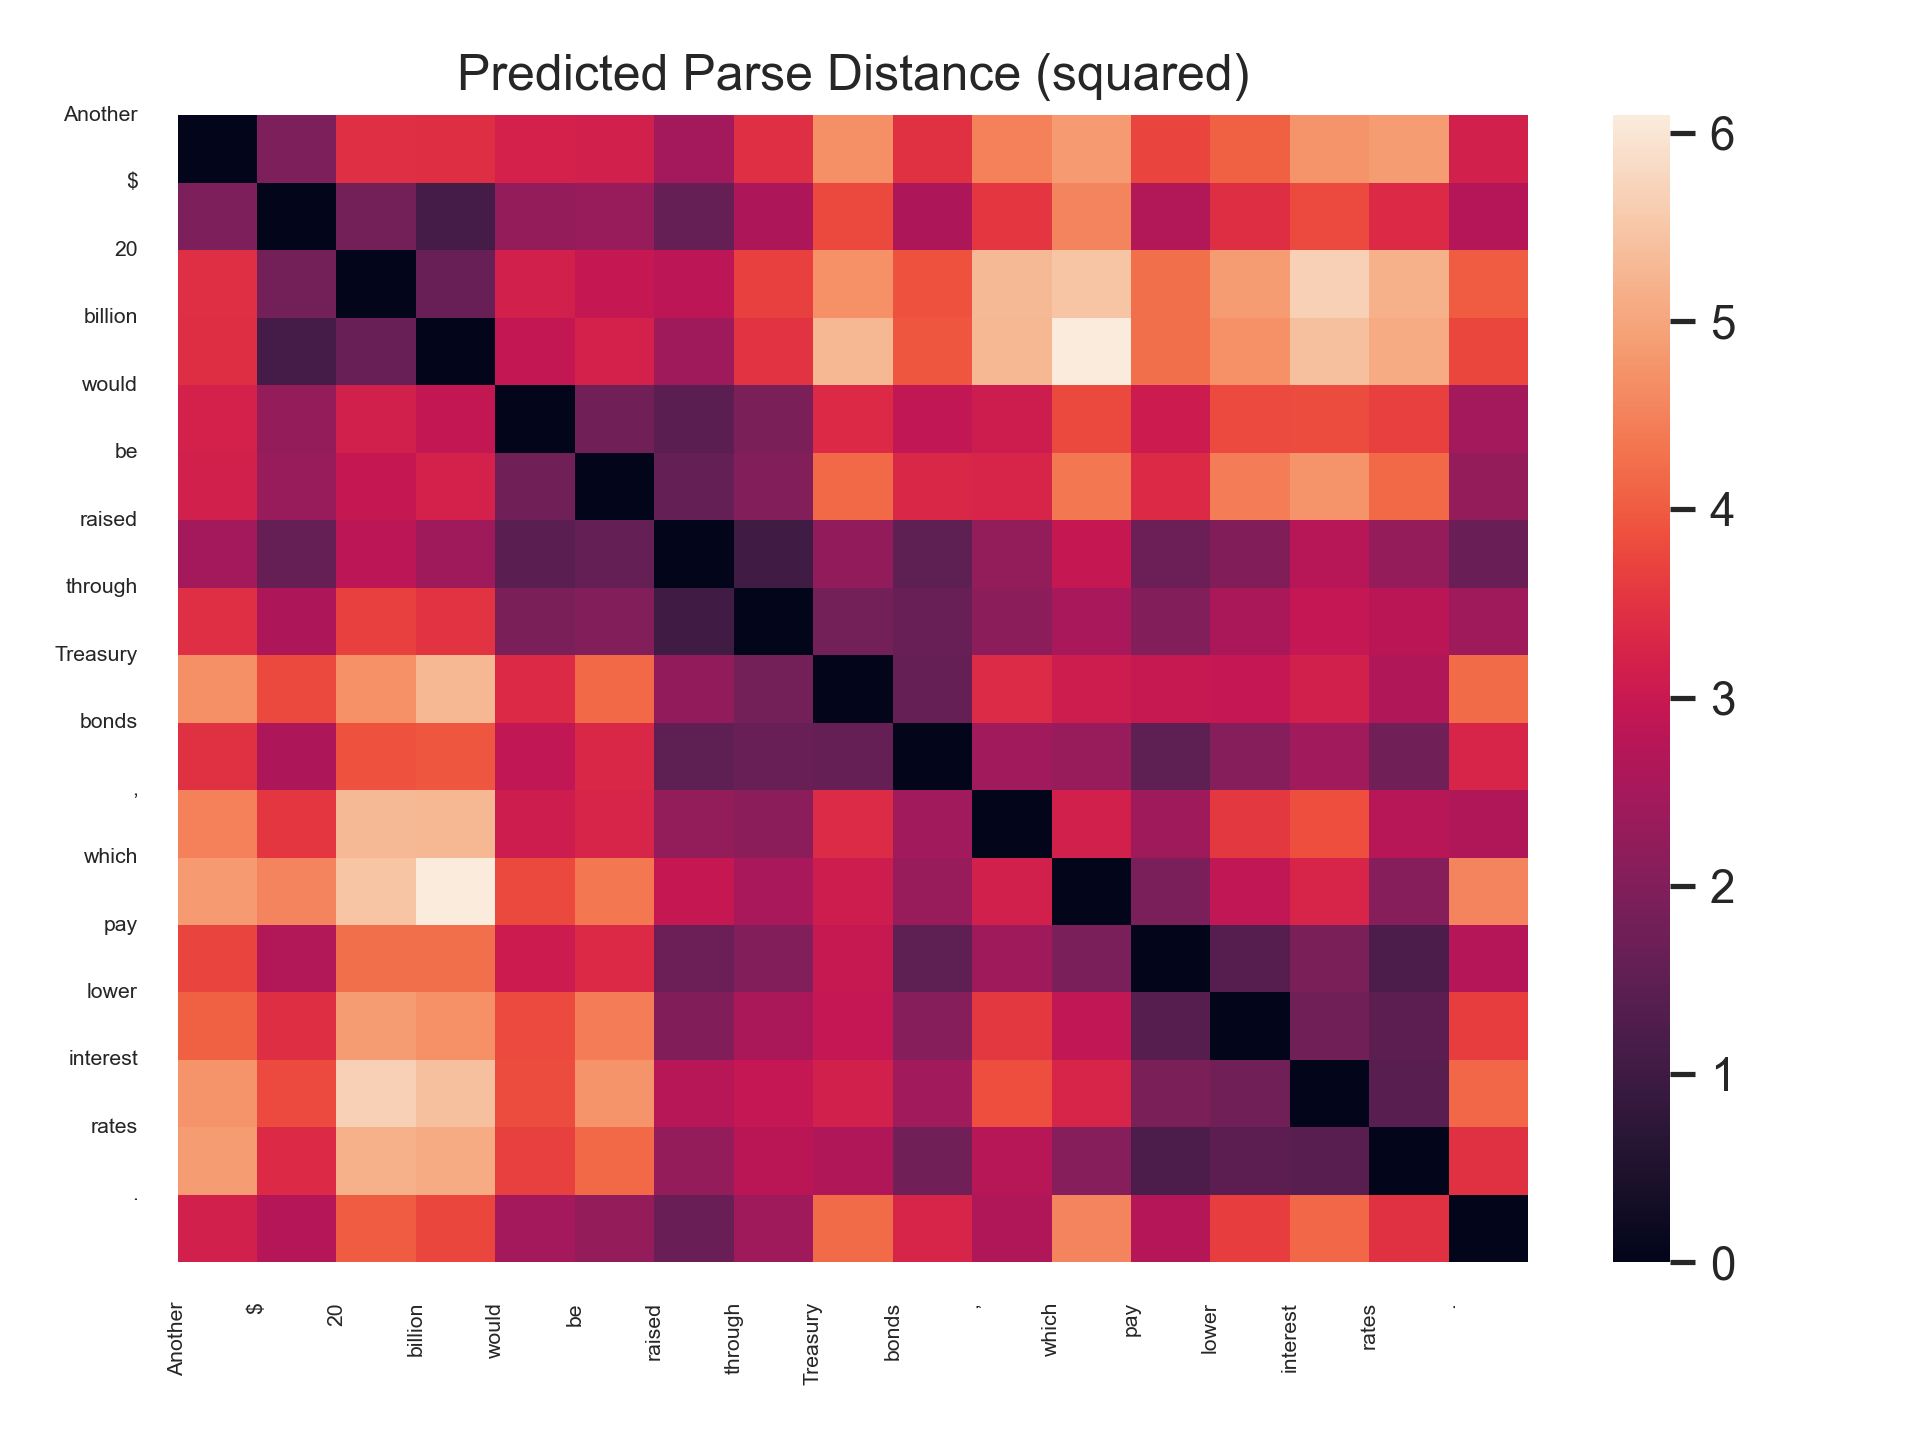 Predicted Parse Distance (squared)
Another
$
20
billion
would
be
raised
through
Treasury
bonds
,
which
pay
lower
interest
rates
.
6
5
4
3
2
1
0
Another
$
20
billion
would
be
raised
through
Treasury
bonds
,
which
pay
lower
interest
rates
.